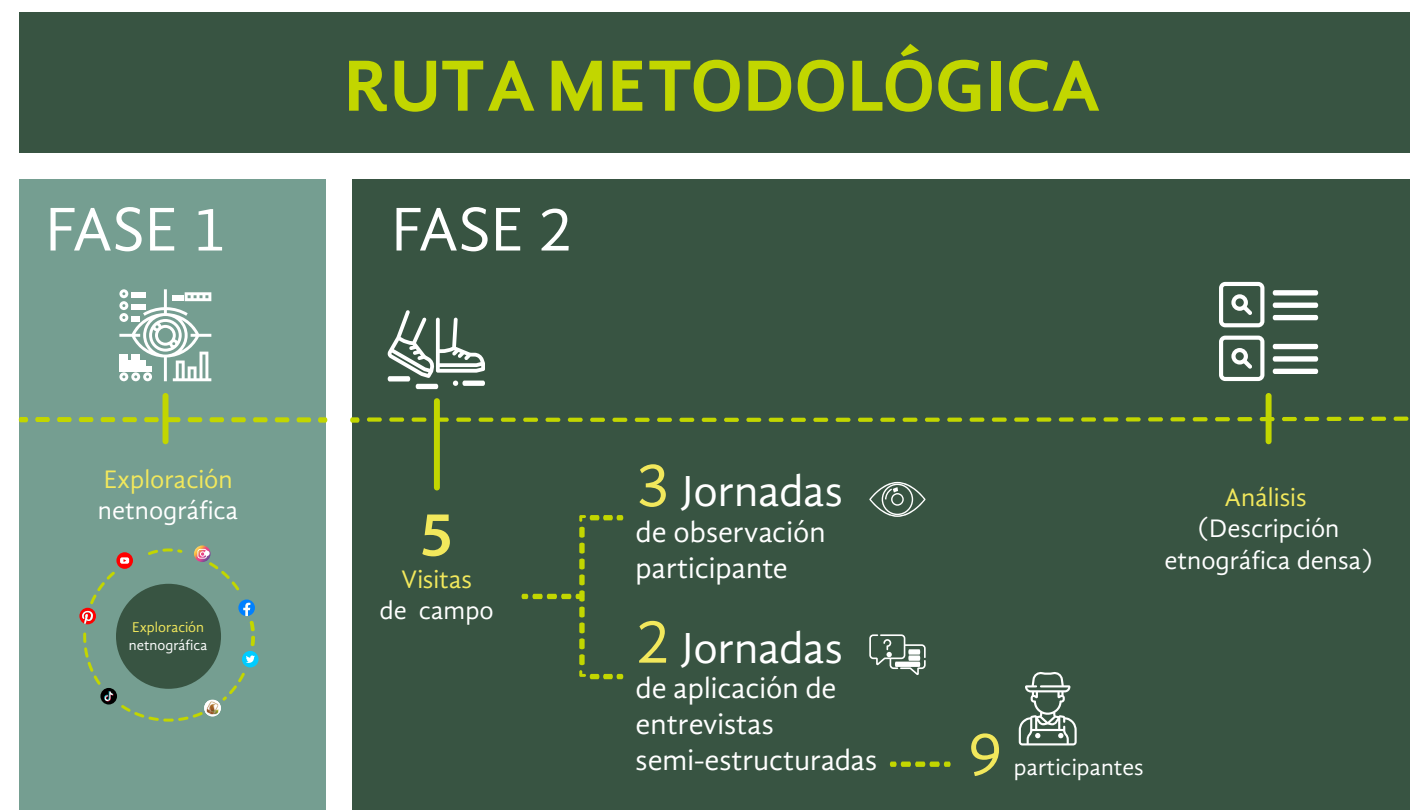 RUTA METODOLÓGICA
FASE 1
Exploración
netnográfica
Exploración
netnográfica
FASE 2
5
Visitas
de campo
3 Jornadas
de observación
participante
2 Jornadas
de aplicación de
entrevistas
semi-estructuradas
9 participantes
Análisis
(Descripción
etnográfica densa)